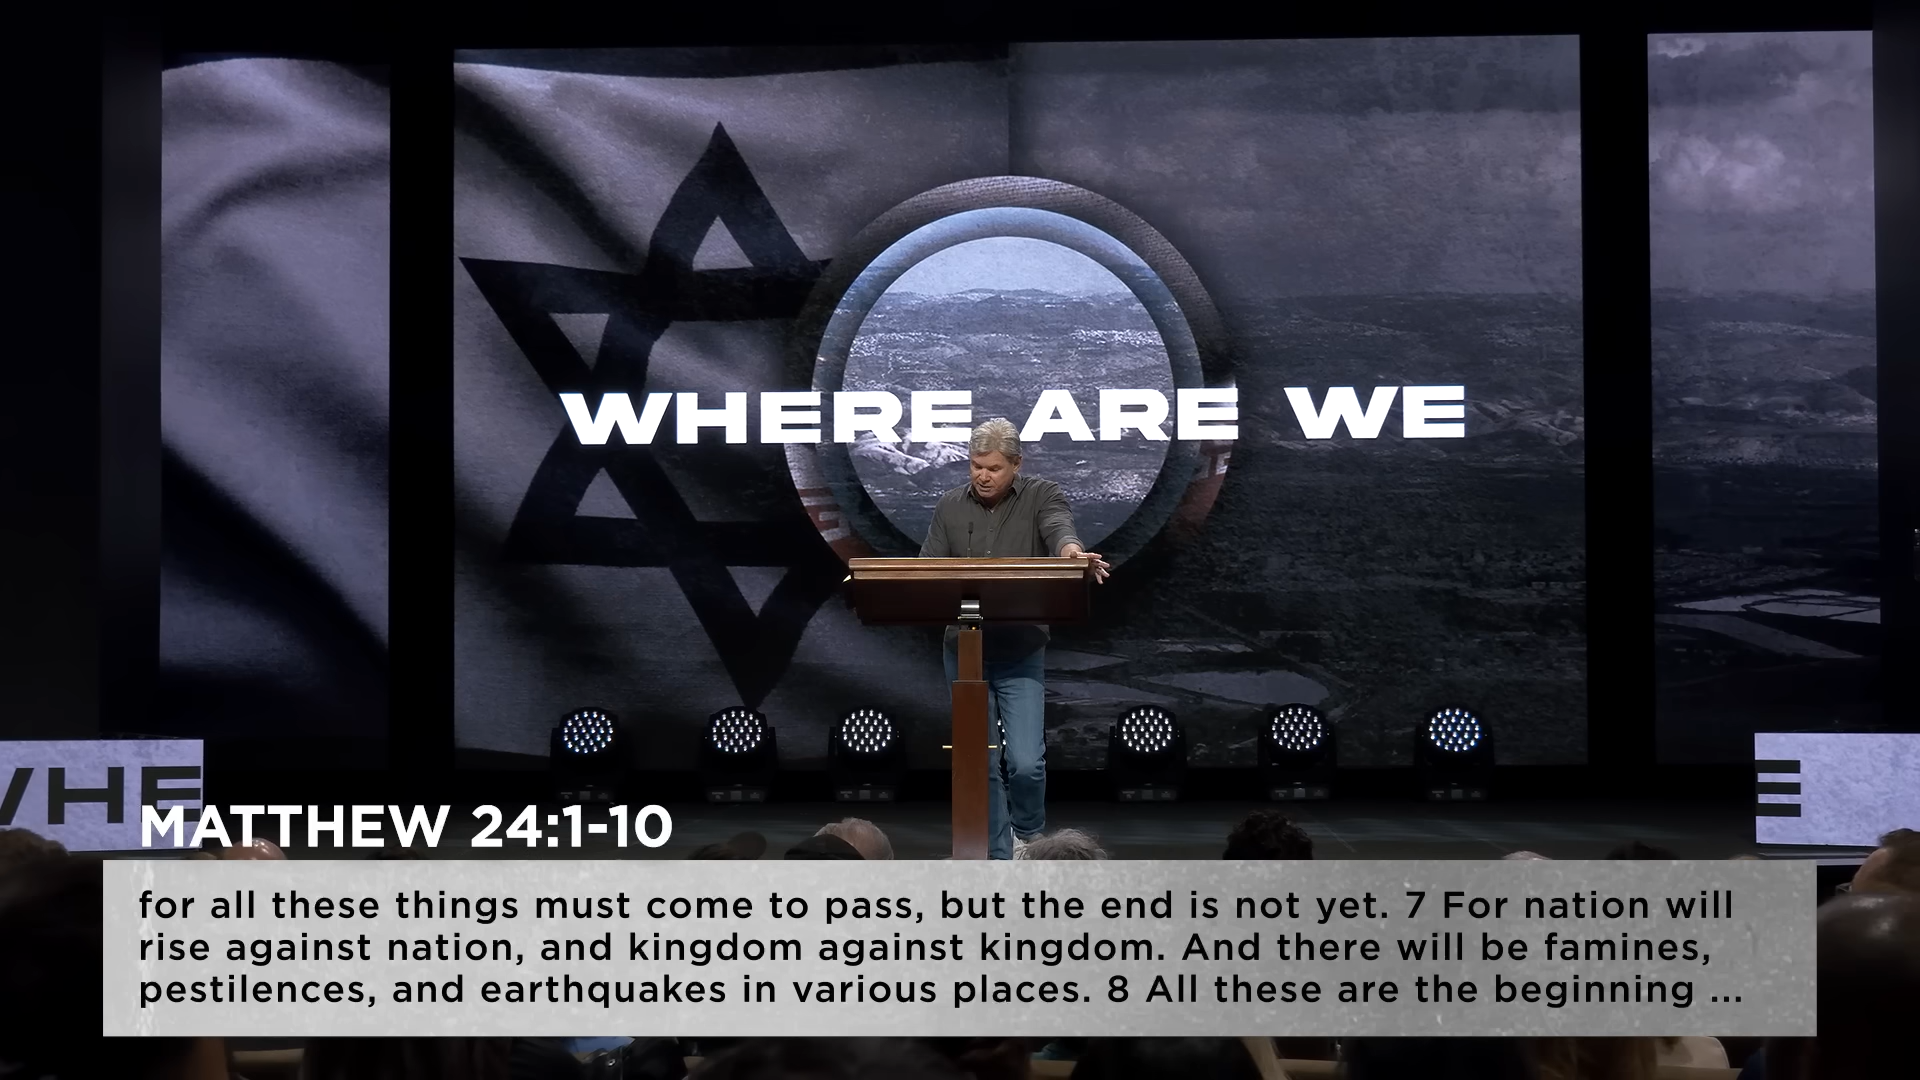 WHERE ARE WE
WHE
E
MATTHEW 24:1-10
for all these things must come to pass, but the end is not yet. 7 For nation will
rise against nation, and kingdom against kingdom. And there will be famines,
pestilences, and earthquakes in various places. 8 All these are the beginning ...